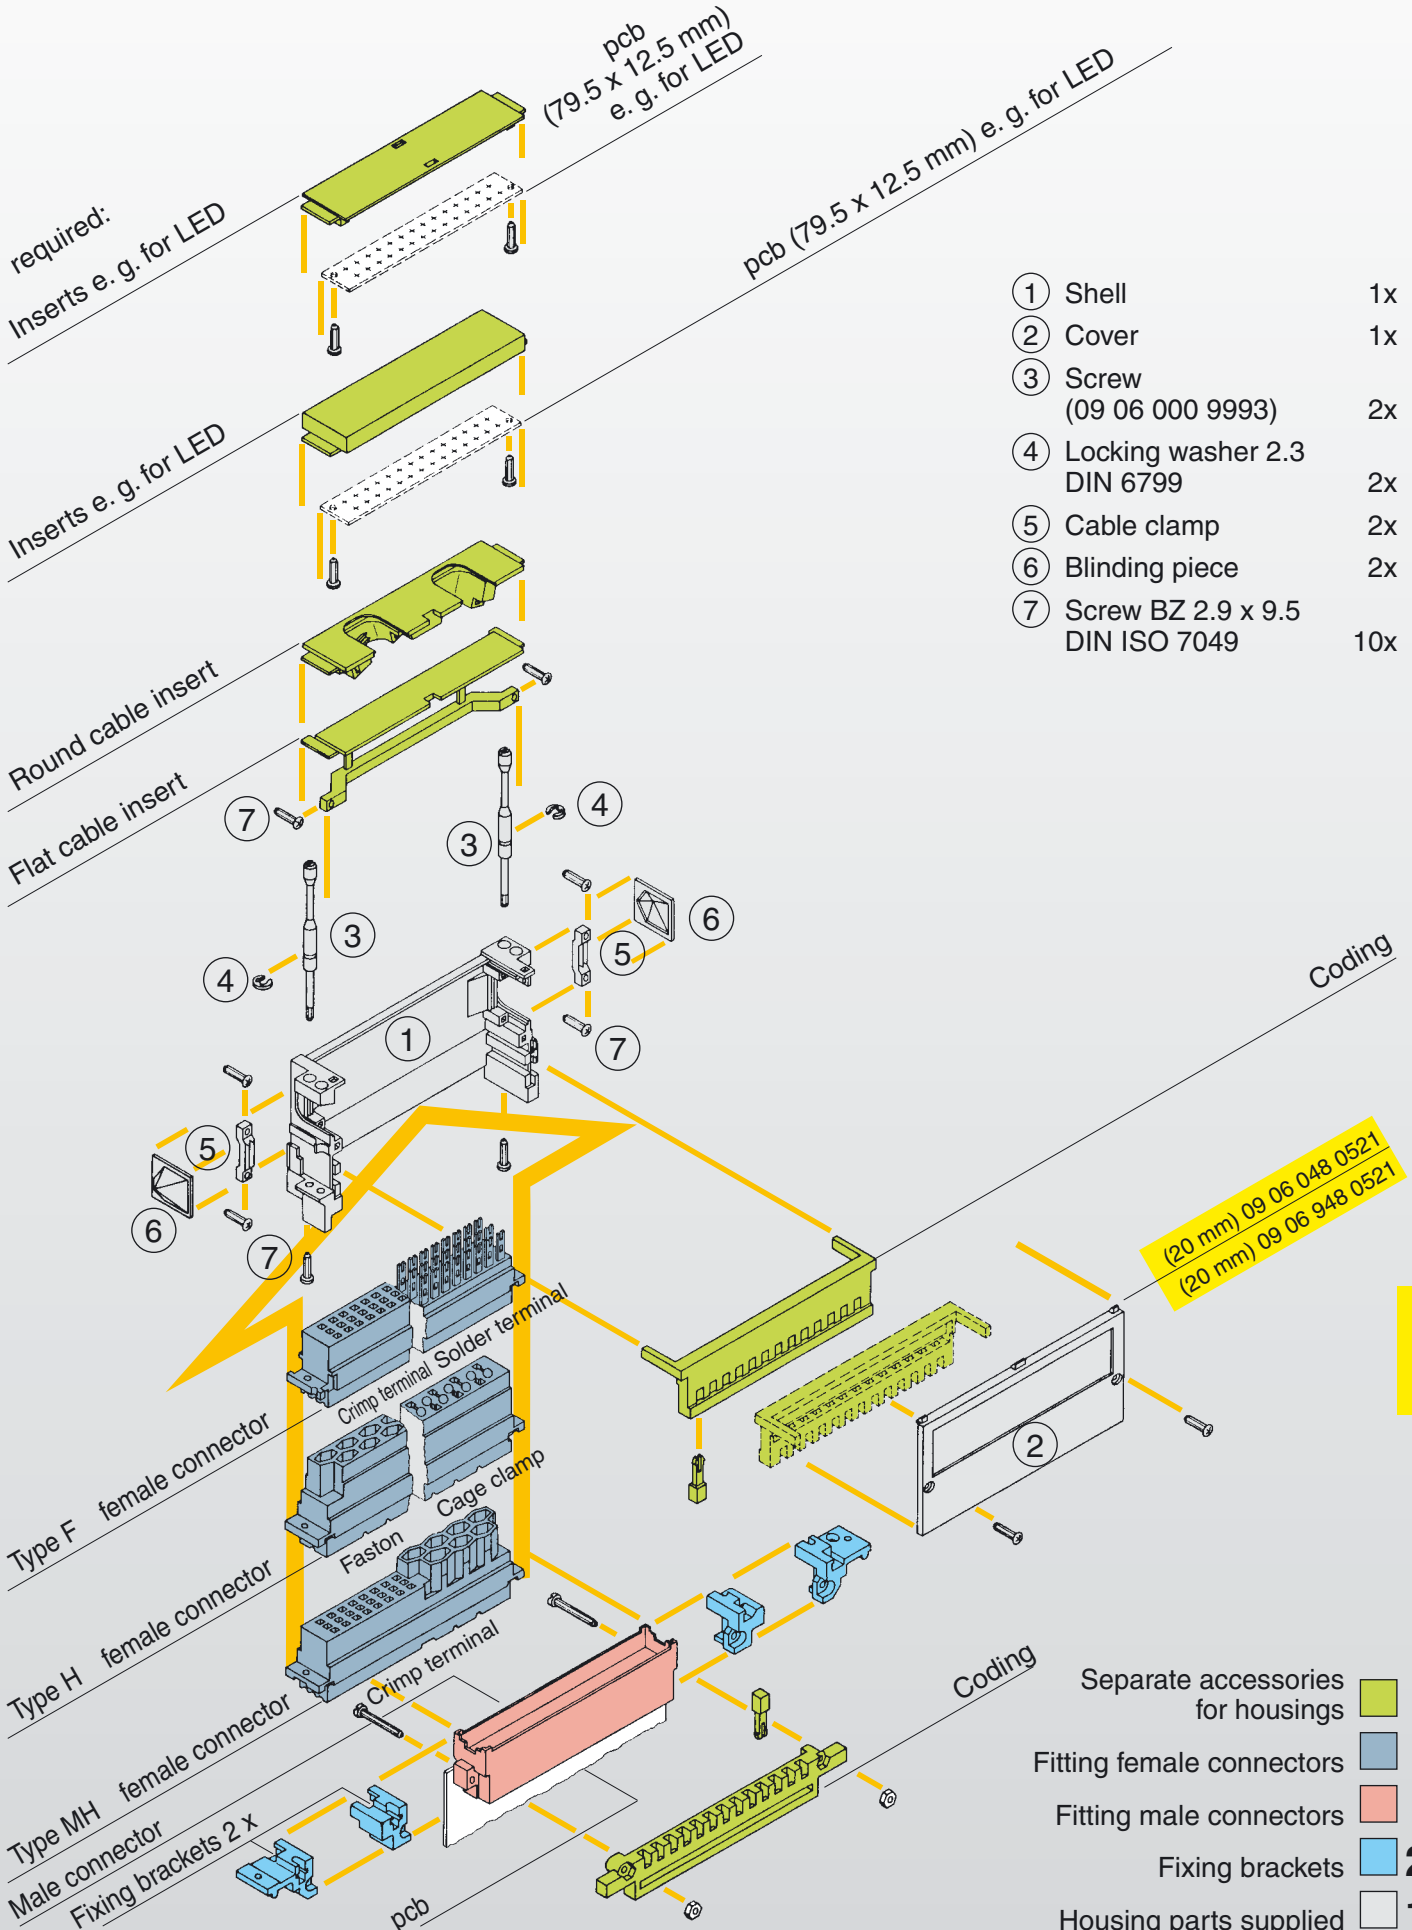 pcb
(79.5 x 12.5 mm)
e. g. for LED
pcb (79.5 x 12.5 mm) e. g. for LED
required:
Inserts e. g. for LED
Inserts e. g. for LED
Round cable insert
Flat cable insert
1 Shell 1x
2 Cover 1x
3 Screw
(09 06 000 9993) 2x
4 Locking washer 2.3
DIN 6799 2x
5 Cable clamp 2x
6 Blinding piece 2x
7 Screw BZ 2.9 x 9.5
DIN ISO 7049 10x
7
4
3
3
4
6
5
1
7
5
6
7
Coding
(20 mm) 09 06 048 0521
(20 mm) 09 06 948 0521
2
Solder terminal
Crimp terminal
Type F female connector
Cage clamp
Faston
Type H female connector
Crimp terminal
Type MH female connector
Male connector
Fixing brackets 2 x
pcb
Coding
Separate accessories
for housings
Fitting female connectors
Fitting male connectors
Fixing brackets
Housing parts supplied